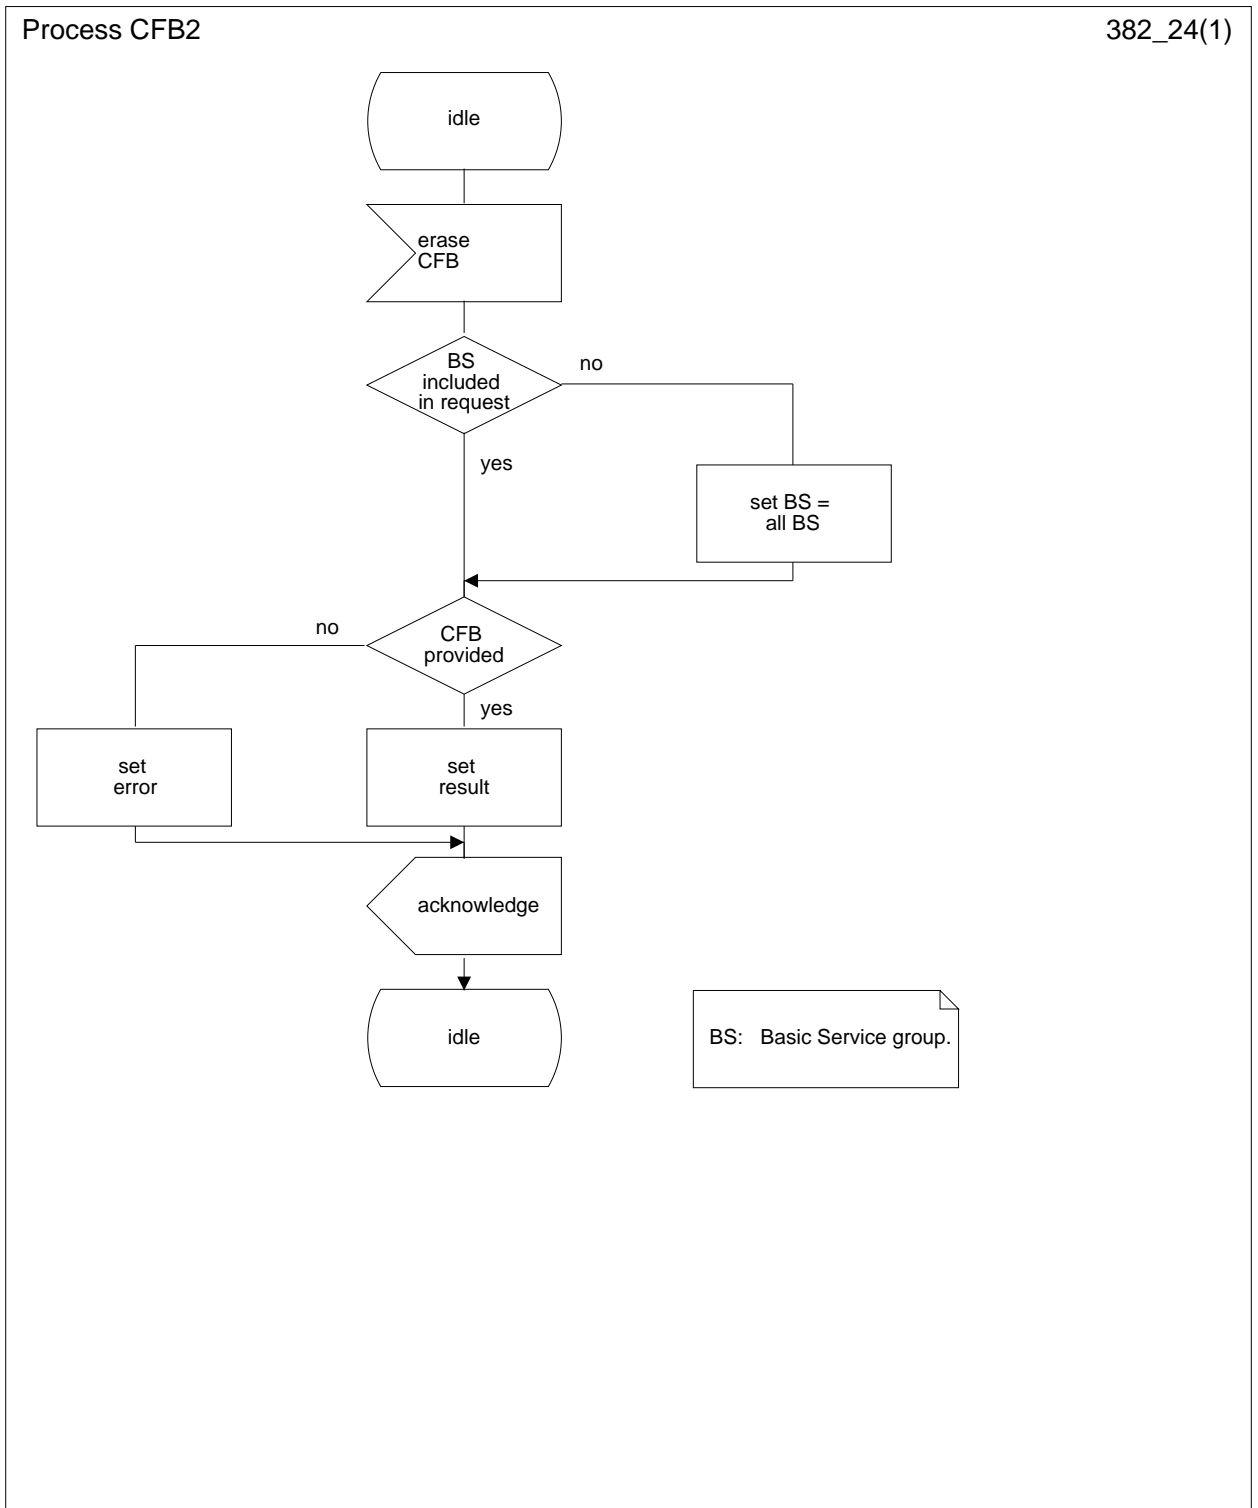 Process CFB2
382_24(1)
idle
erase
CFB
BS
included
in request
no
yes
set BS =
all BS
no
CFB
provided
yes
set
error
set
result
acknowledge
idle
BS: Basic Service group.